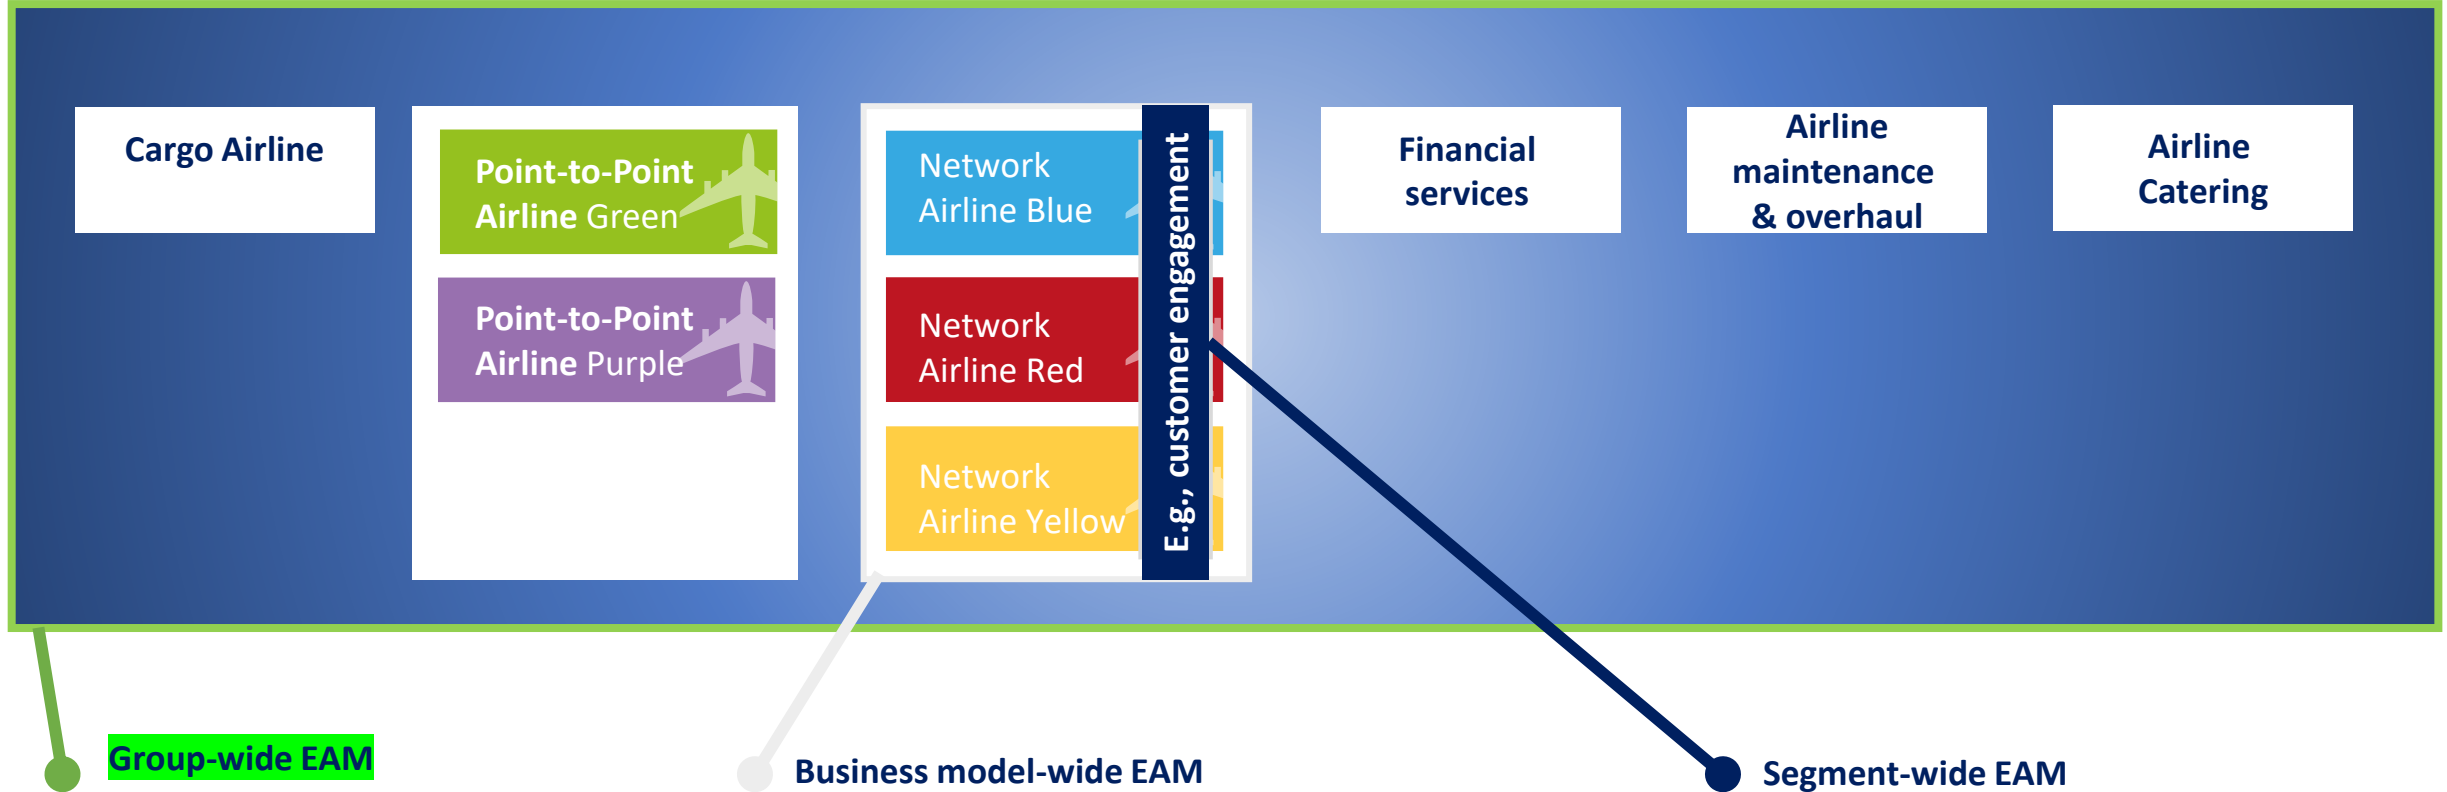 Cargo Airline
Point-to-Point
Airline Green
Point-to-Point
Airline Purple
Network
Airline Blue
Network
Airline Red
Network
Airline Yellow
E.g., customer engagement
Financial
services
Airline
maintenance
& overhaul
Airline
Catering
Group-wide EAM
Business model-wide EAM
Segment-wide EAM